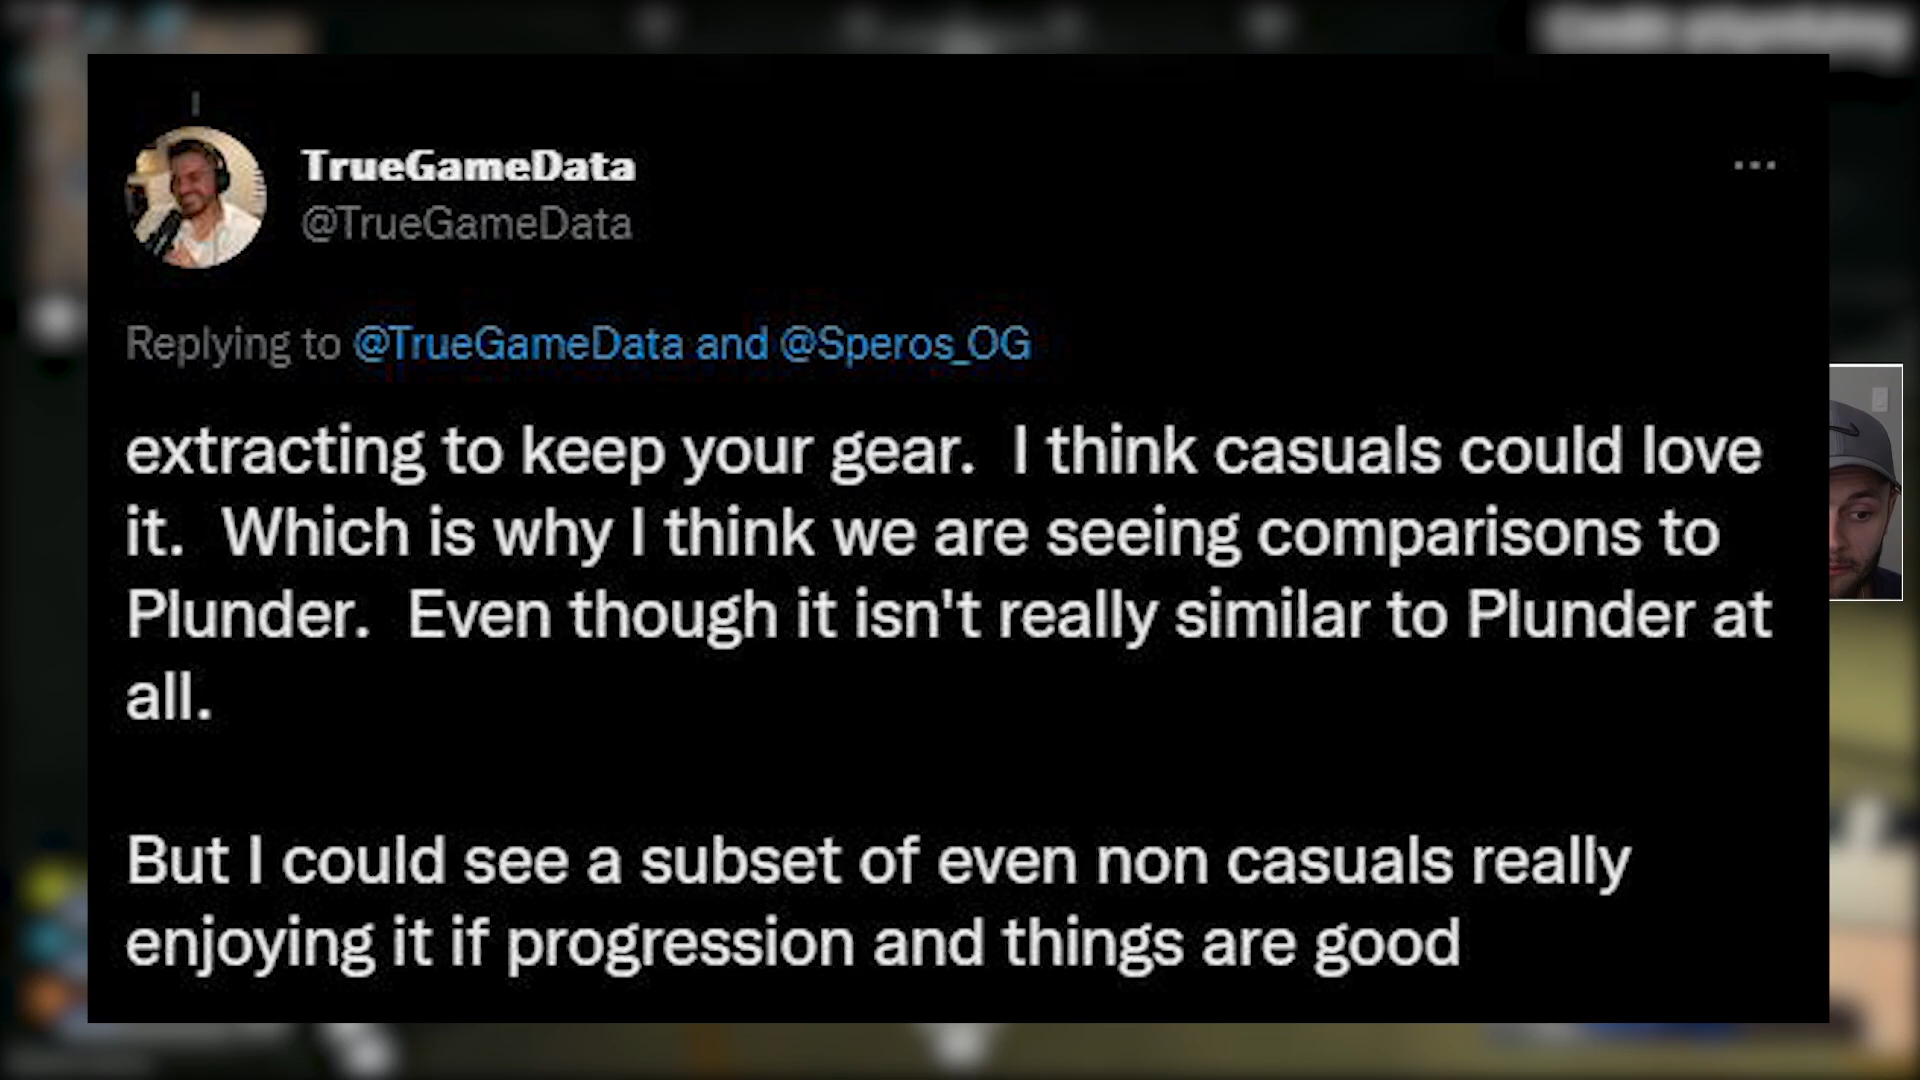 TrueGameData
@TrueGameData
Replying to @TrueGameData and @Speros_OG
extracting to keep your gear.  I think casuals could love
it.  Which is why I think we are seeing comparisons to
Plunder.  Even though it isn't really similar to Plunder at
all.
But I could see a subset of even non casuals really
enjoying it if progression and things are good